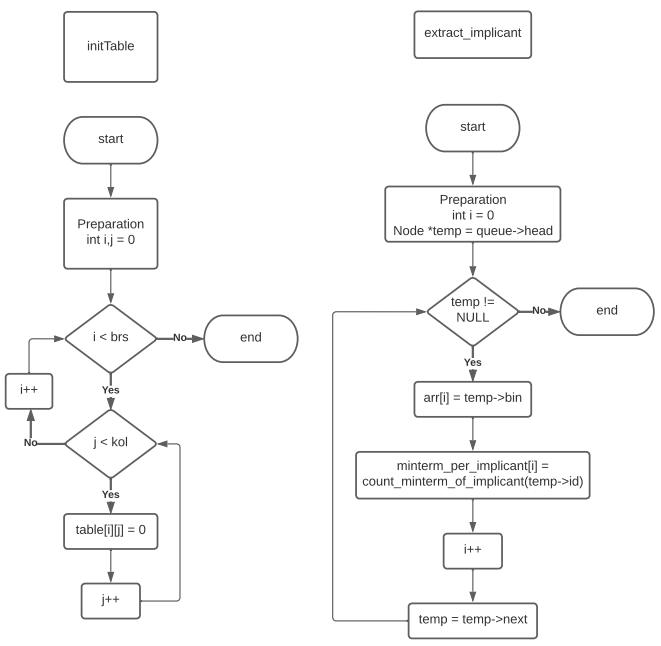 initTable
start
Preparation
int i,j = 0
i < brs
No
end
i++
Yes
No
j < kol
Yes
table[i][j] = 0
j++
extract_implicant
start
Preparation
int i = 0
Node *temp = queue->head
temp !=
NULL
No
end
Yes
arr[i] = temp->bin
minterm_per_implicant[i] =
count_minterm_of_implicant(temp->id)
i++
temp = temp->next